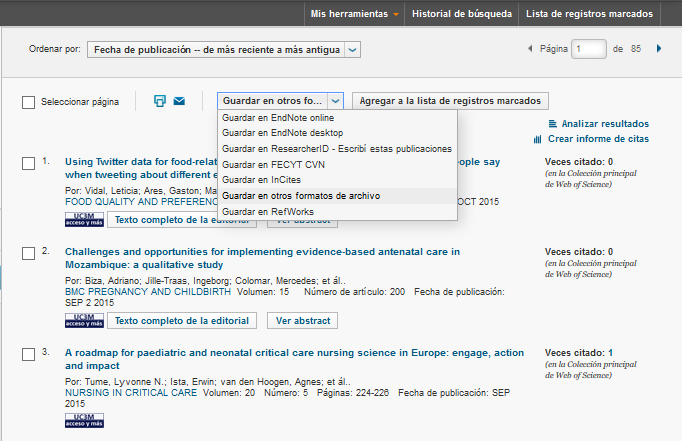 Mis herramientas Historial de búsqueda Lista de registros marcados
Ordenar por: Fecha de publicación -- de más reciente a más antigua Página 1 de 85
Seleccionar página Guardar en otros fo... Agregar a la lista de registros marcados
Guardar en EndNote online
Guardar en EndNote desktop
Guardar en ResearcherID - Escribí estas publicaciones
Guardar en FECYT CVN
Guardar en InCites
Guardar en otros formatos de archivo
Guardar en RefWorks
Analizar resultados
Crear informe de citas
1. Using Twitter data for food-relat people say
when tweeting about different e
Por: Vidal, Leticia; Ares, Gaston; Ma
FOOD QUALITY AND PREFERENC OCT 2015
UC3M
acceso y más
Texto completo de la editorial Ver abstract
Veces citado: 0
(en la Colección principal
de Web of Science)
2. Challenges and opportunities for implementing evidence-based antenatal care in
Mozambique: a qualitative study
Por: Biza, Adriano; Jille-Traas, Ingeborg; Colomar, Mercedes; et ál..
BMC PREGNANCY AND CHILDBIRTH Volumen: 15 Número de artículo: 200 Fecha de publicación:
SEP 2 2015
UC3M
acceso y más
Texto completo de la editorial Ver abstract
Veces citado: 0
(en la Colección principal
de Web of Science)
3. A roadmap for paediatric and neonatal critical care nursing science in Europe: engage, action
and impact
Por: Tume, Lyvonne N.; Ista, Erwin; van den Hoogen, Agnes; et ál..
NURSING IN CRITICAL CARE Volumen: 20 Número: 5 Páginas: 224-226 Fecha de publicación: SEP
2015
UC3M
acceso y más
Veces citado: 1
(en la Colección principal
de Web of Science)